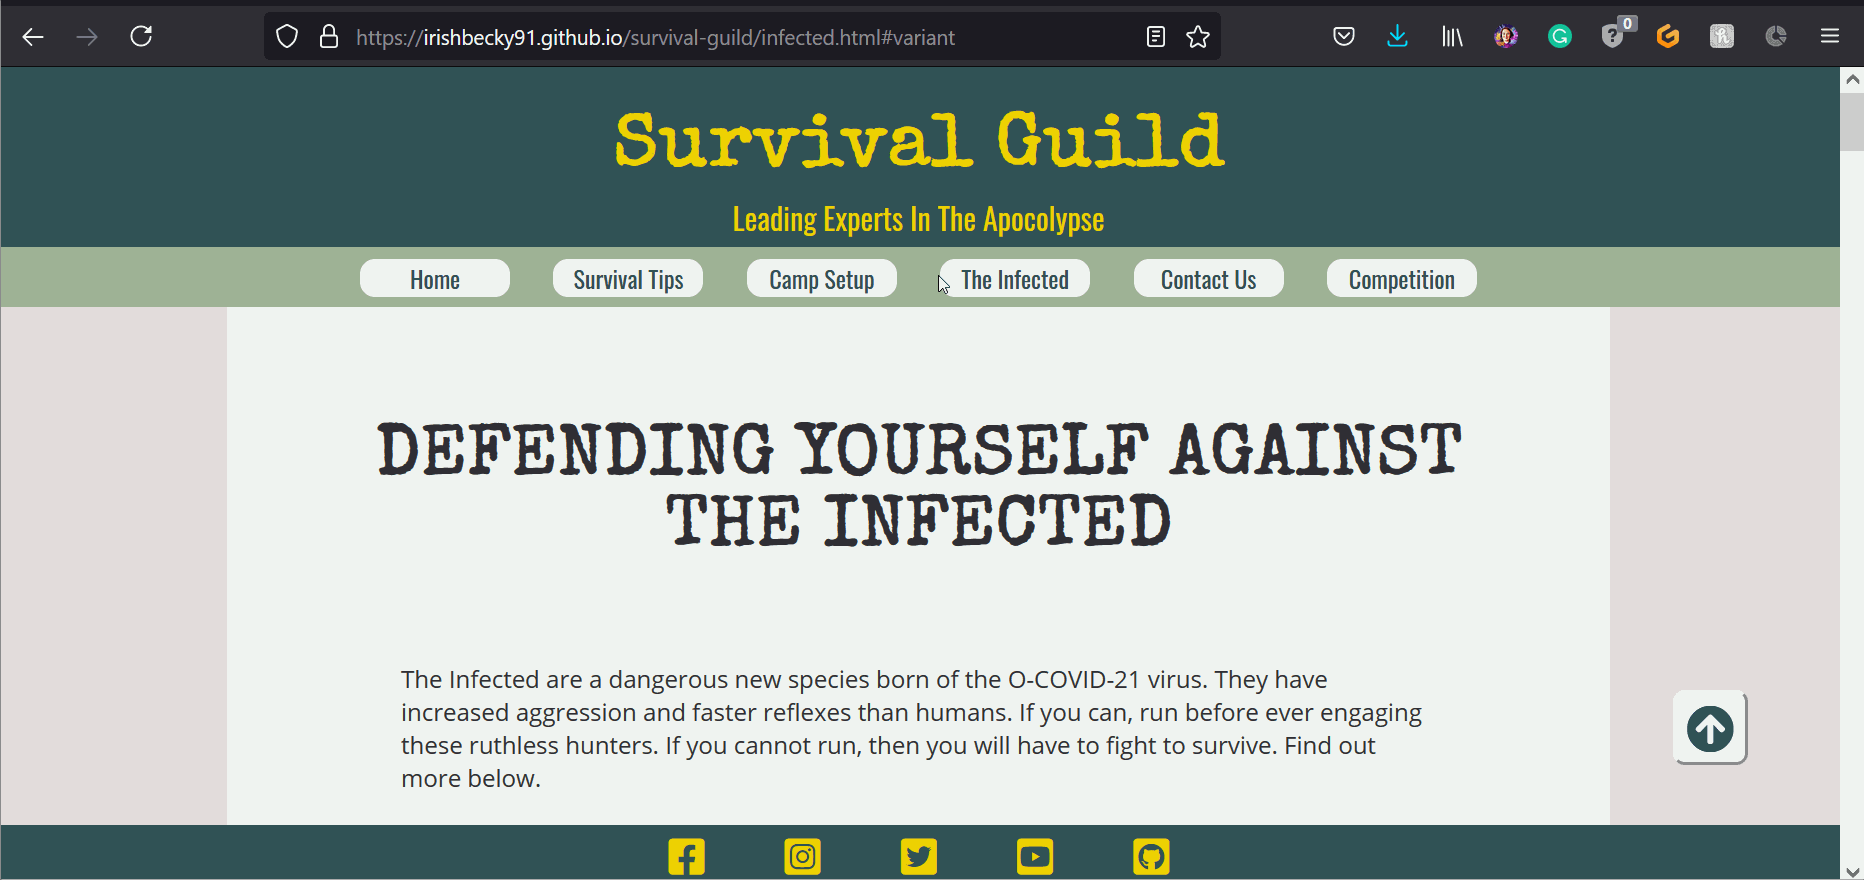 https://irishbecky91.github.io/survival-guild/infected.html#variant
0
Survival Guild
Leading Experts In The Apocolypse
Home Survival Tips Camp Setup The Infected Contact Us Competition
DEFENDING YOURSELF AGAINST
THE INFECTED
The Infected are a dangerous new species born of the O-COVID-21 virus. They have
increased aggression and faster reflexes than humans. If you can, run before ever engaging
these ruthless hunters. If you cannot run, then you will have to fight to survive. Find out
more below.